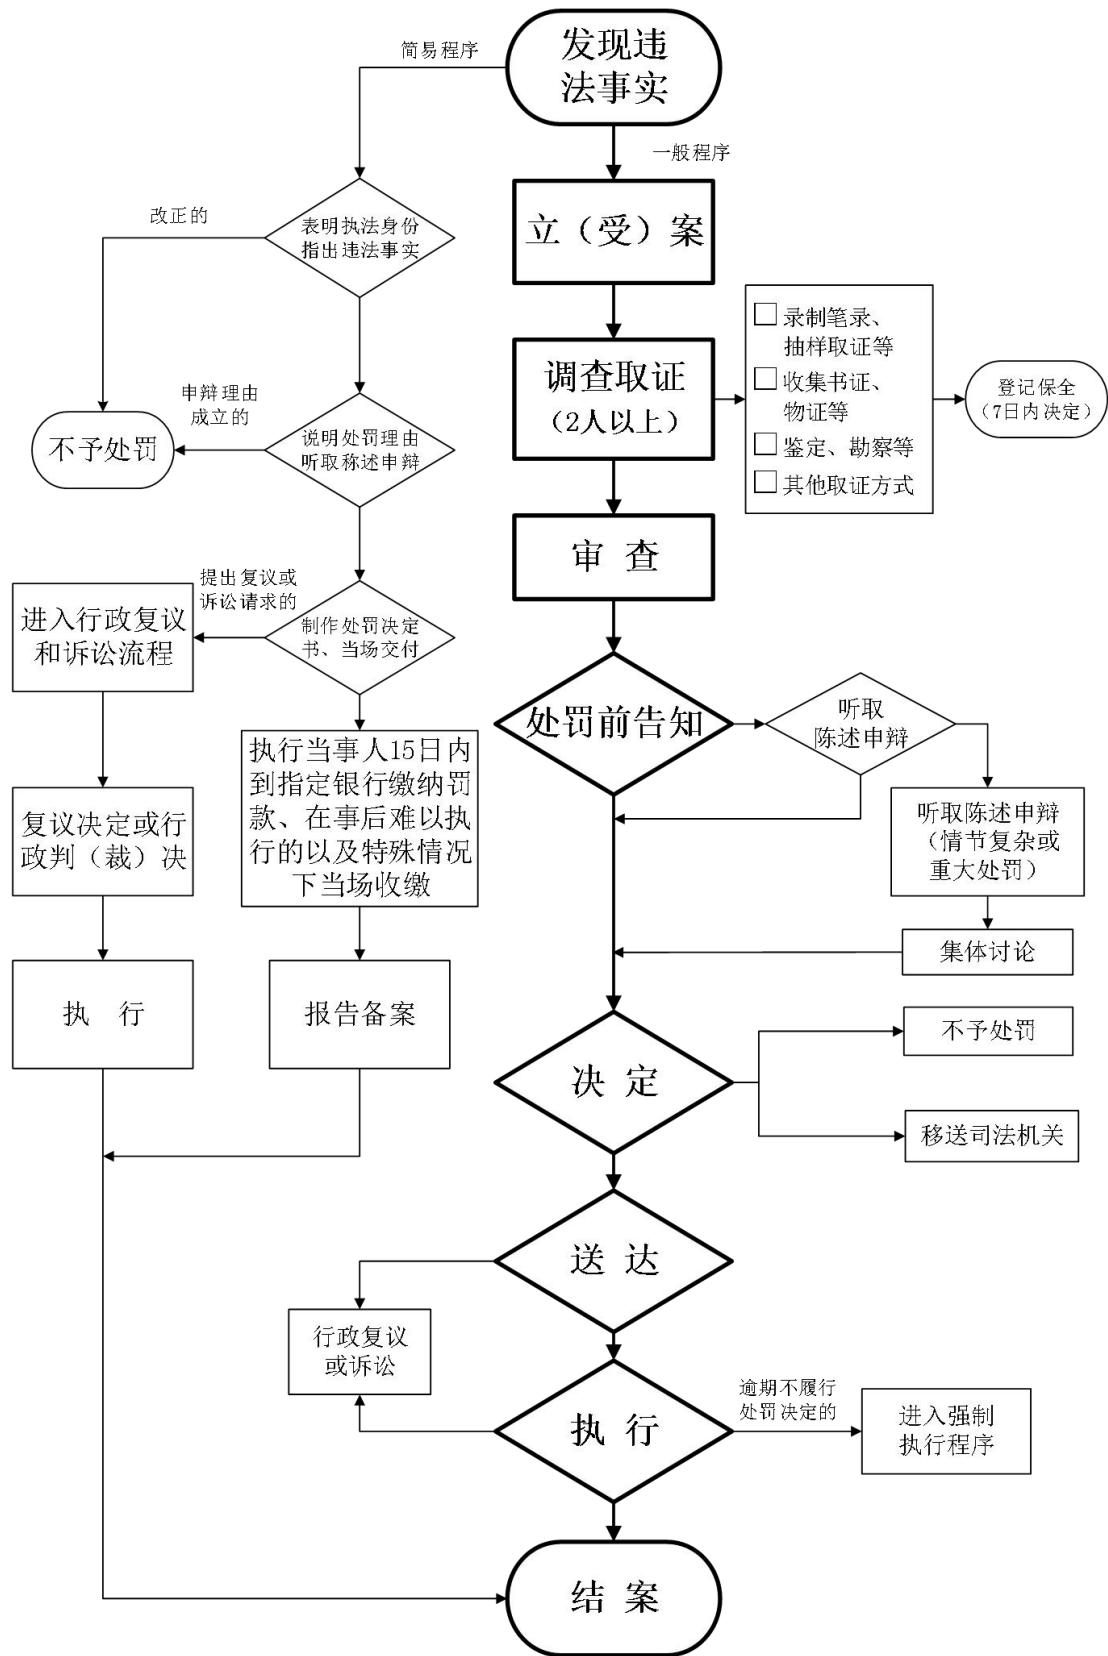 发现违
法事实
简易程序
一般程序
立（受）案
改正的
表明执法身份
指出违法事实
调查取证
（2人以上）
□ 录制笔录、
抽样取证等
□ 收集书证、
物证等
□ 鉴定、勘察等
□ 其他取证方式
登记保全
（7日内决定）
申辩理由
成立的
不予处罚
说明处罚理由
听取称述申辩
审 查
提出复议或
诉讼请求的
进入行政复议
和诉讼流程
制作处罚决定
书、当场交付
处罚前告知
听取
陈述申辩
执行当事人15日内
到指定银行缴纳罚
款、在事后难以执
行的以及特殊情况
下当场收缴
复议决定或行
政判（裁）决
听取陈述申辩
（情节复杂或
重大处罚）
集体讨论
执 行
报告备案
决 定
不予处罚
移送司法机关
送 达
行政复议
或诉讼
执 行
逾期不履行
处罚决定的
进入强制
执行程序
结 案